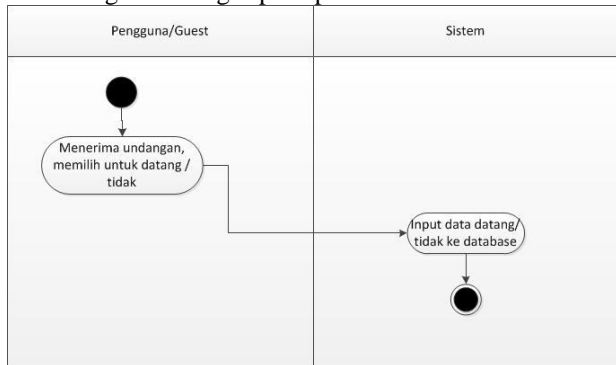 Pengguna/Guest
Sistem
Menerima undangan,
memilih untuk datang /
tidak
Input data datang/
tidak ke database